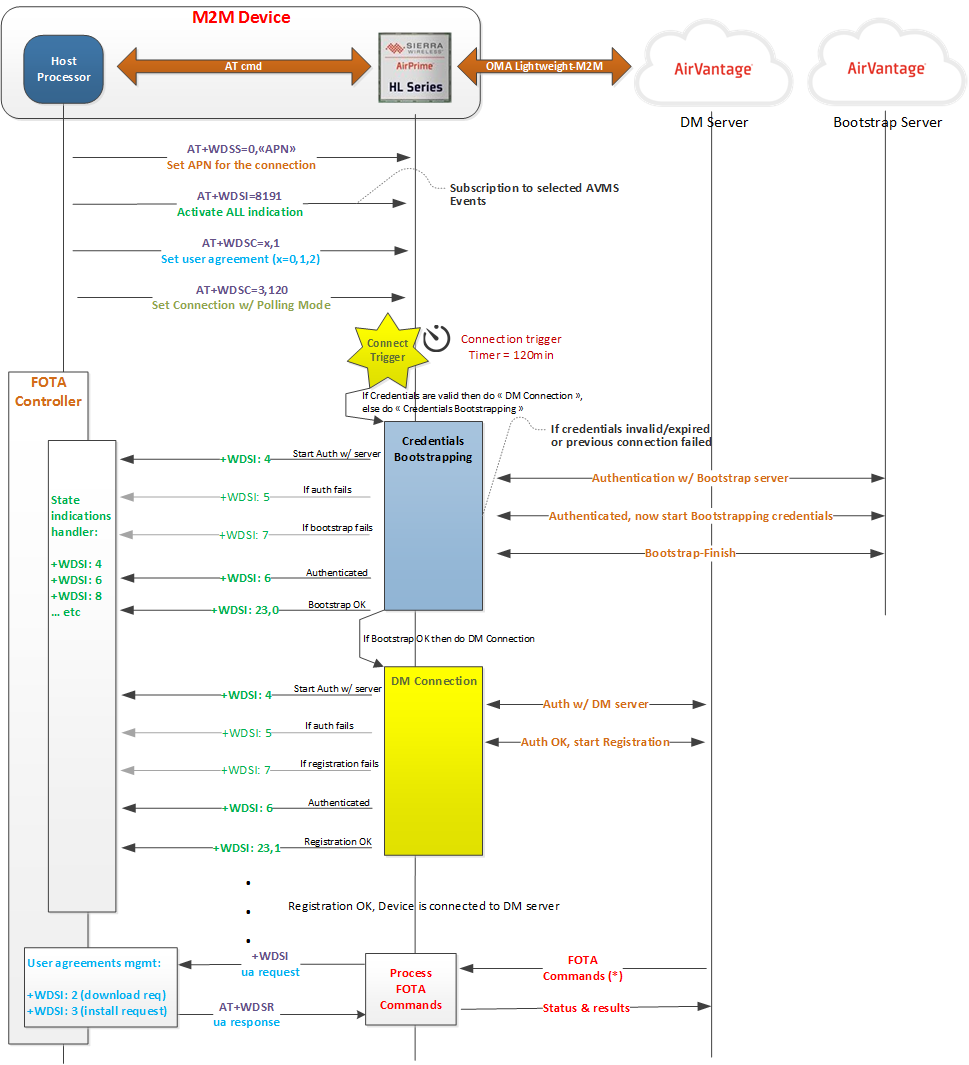 M2M Device
Host
Processor
AT cmd
SIERRA
WIRELESS
AirPrime
HL Series
OMA Lightweight-M2M
AirVantage
DM Server
AirVantage
Bootstrap Server
AT+WDSS=0,«APN»
Set APN for the connection
AT+WDSI=8191
Activate ALL indication
Subscription to selected AVMS
Events
AT+WDSC=x,1
Set user agreement (x=0,1,2)
AT+WDSC=3,120
Set Connection w/ Polling Mode
Connect
Trigger
Connection trigger
Timer = 120min
FOTA
Controller
If Credentials are valid then do « DM Connection »,
else do « Credentials Bootstrapping »
Credentials
Bootstrapping
If credentials invalid/expired
or previous connection failed
State
indications
handler:
+WDSI: 4
+WDSI: 6
+WDSI: 8
... etc
+WDSI: 4
Start Auth w/ server
+WDSI: 5
If auth fails
+WDSI: 7
If bootstrap fails
+WDSI: 6
Authenticated
+WDSI: 23,0
Bootstrap OK
Authentication w/ Bootstrap server
Authenticated, now start Bootstrapping credentials
Bootstrap-Finish
If Bootstrap OK then do DM Connection
DM Connection
+WDSI: 4
Start Auth w/ server
+WDSI: 5
If auth fails
+WDSI: 7
If registration fails
+WDSI: 6
Authenticated
+WDSI: 23,1
Registration OK
Auth w/ DM server
Auth OK, start Registration
Registration OK, Device is connected to DM server
User agreements mgmt:
+WDSI: 2 (download req)
+WDSI: 3 (install request)
+WDSI
ua request
AT+WDSR
ua response
Process
FOTA
Commands
FOTA
Commands (*)
Status & results